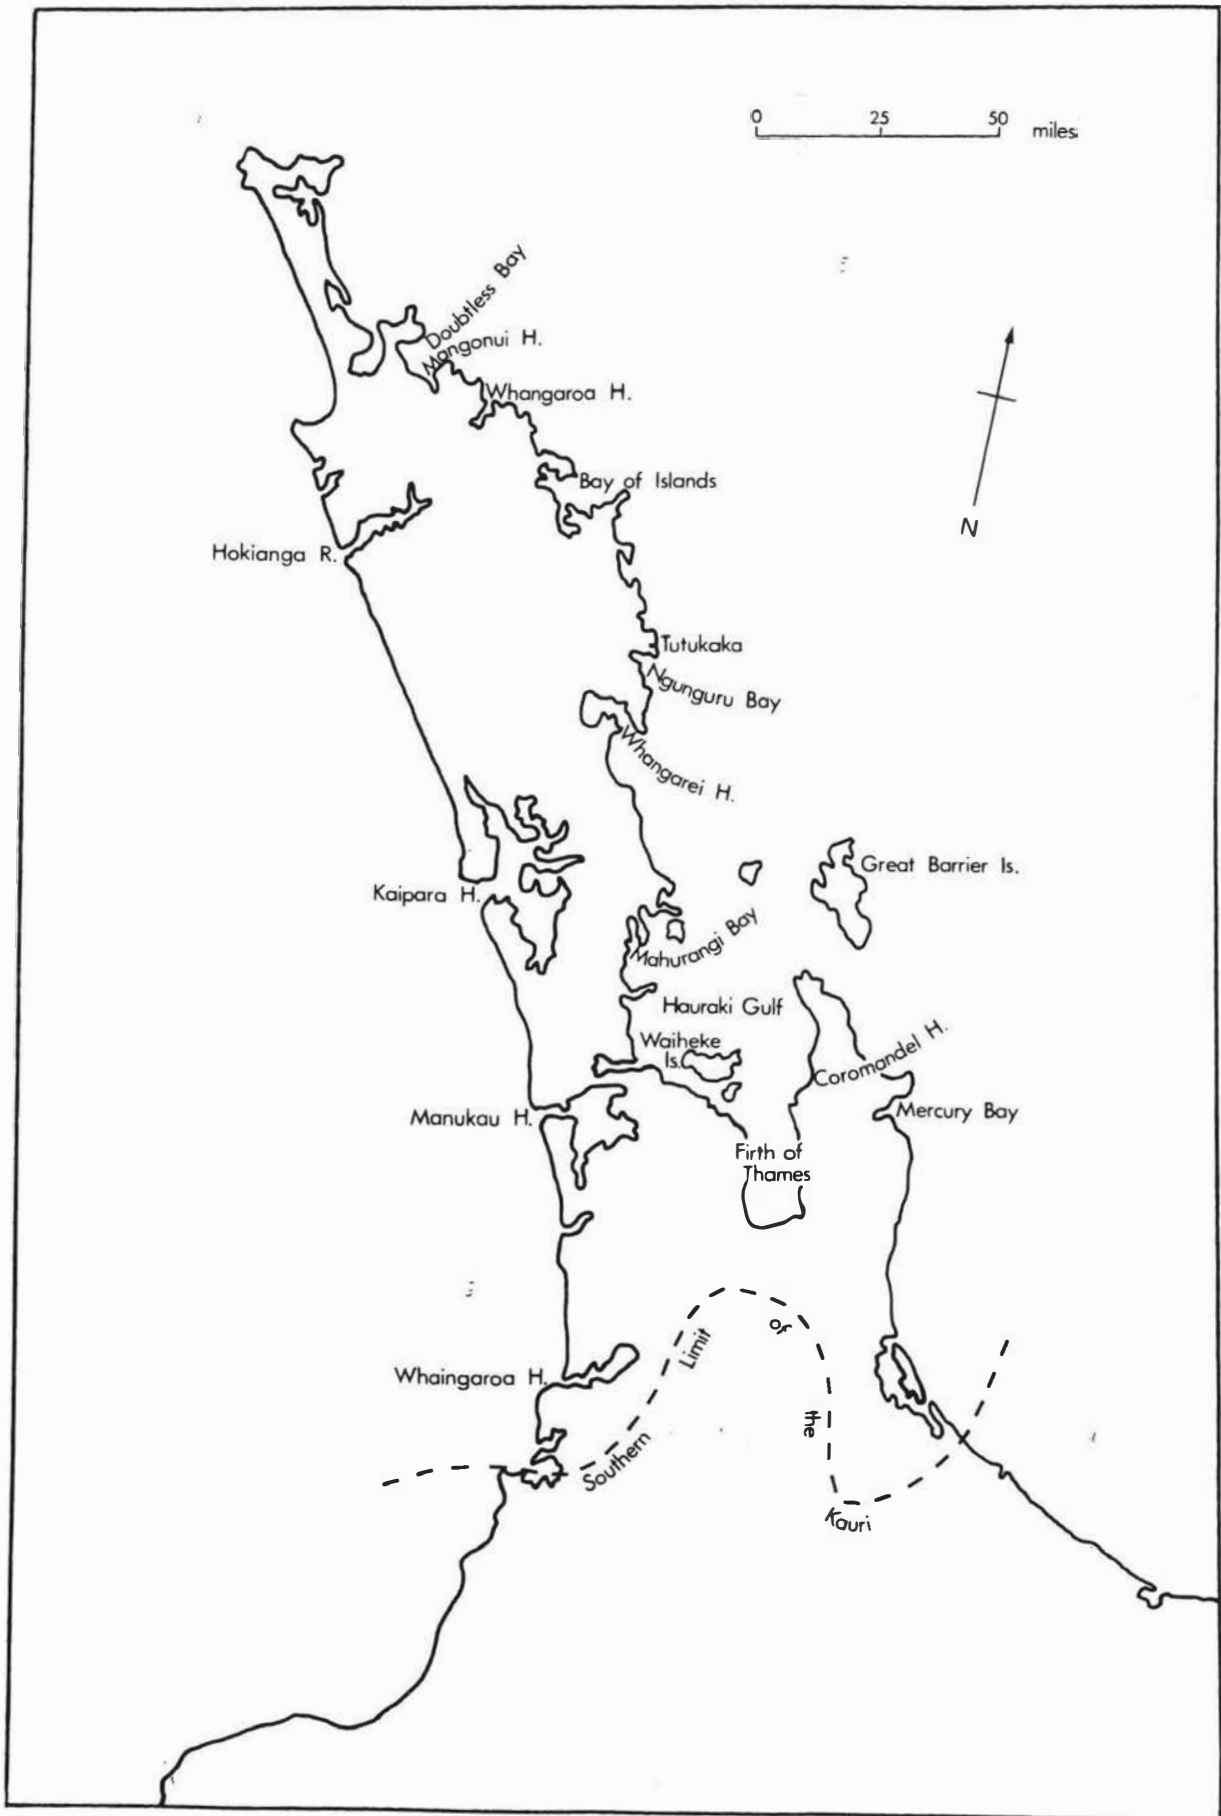 0 25 50 miles
Doubtless Bay
Mangonui H.
Whangaroa H.
Bay of Islands
N
Hokianga R.
Tutukaka
Ngunguru Bay
Whangarei H.
Great Barrier Is.
Kaipara H.
Mahurangi Bay
Hauraki Gulf
Waiheke
Is.
Coromandel H.
Manukau H.
Mercury Bay
Firth of
Thames
Whaingaroa H.
Southern Limit of the Kauri